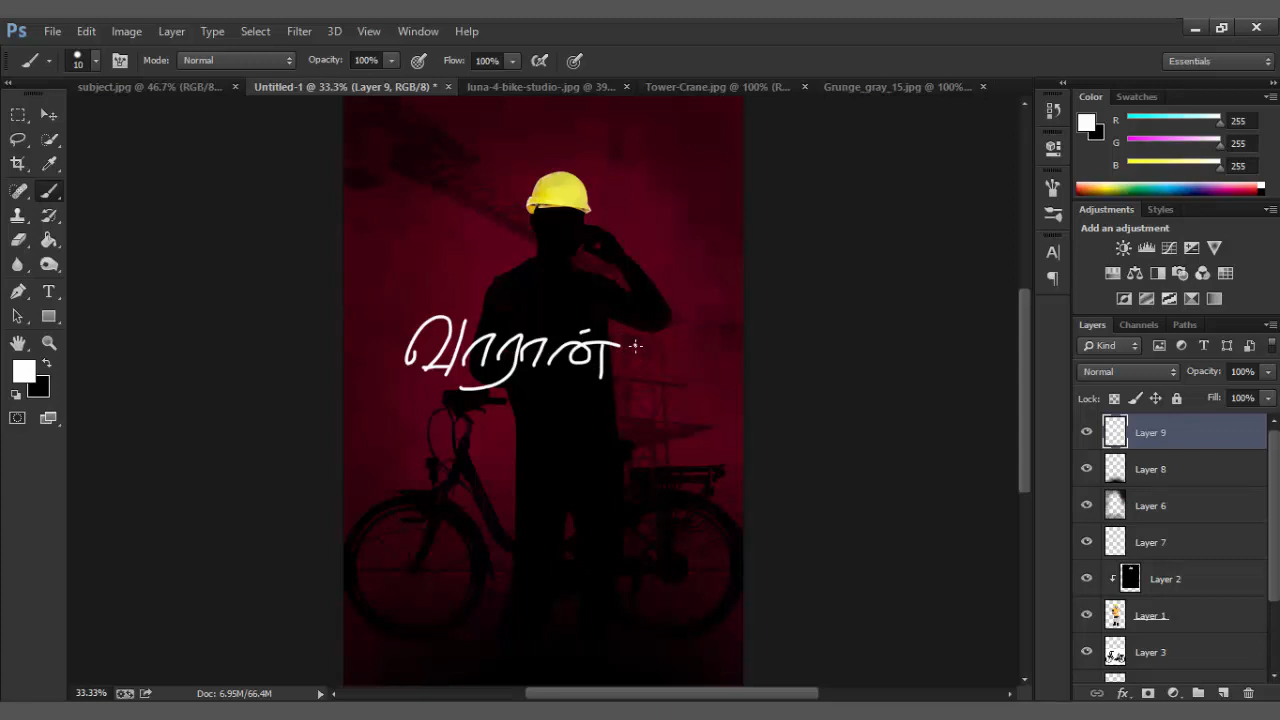 Ps File Edit Image Layer Type Select Filter 3D View Window Help
10 Mode: Normal Opacity: 100% Flow: 100% Essentials
subject.jpg @ 46.7% (RGB/8... × Untitled-1 @ 33.3% (Layer 9, RGB/8) * × luna-4-bike-studio-.jpg @ 39... × Tower-Crane.jpg @ 100% (R... × Grunge_gray_15.jpg @ 100%... ×
Color Swatches
R 255
G 255
B 255
Adjustments Styles
Add an adjustment
வாரான்
Layers Channels Paths
Kind
Normal Opacity: 100%
Lock: Fill: 100%
Layer 9
Layer 8
Layer 6
Layer 7
Layer 2
Layer 1
Layer 3
33.33% Doc: 6.95M/66.4M